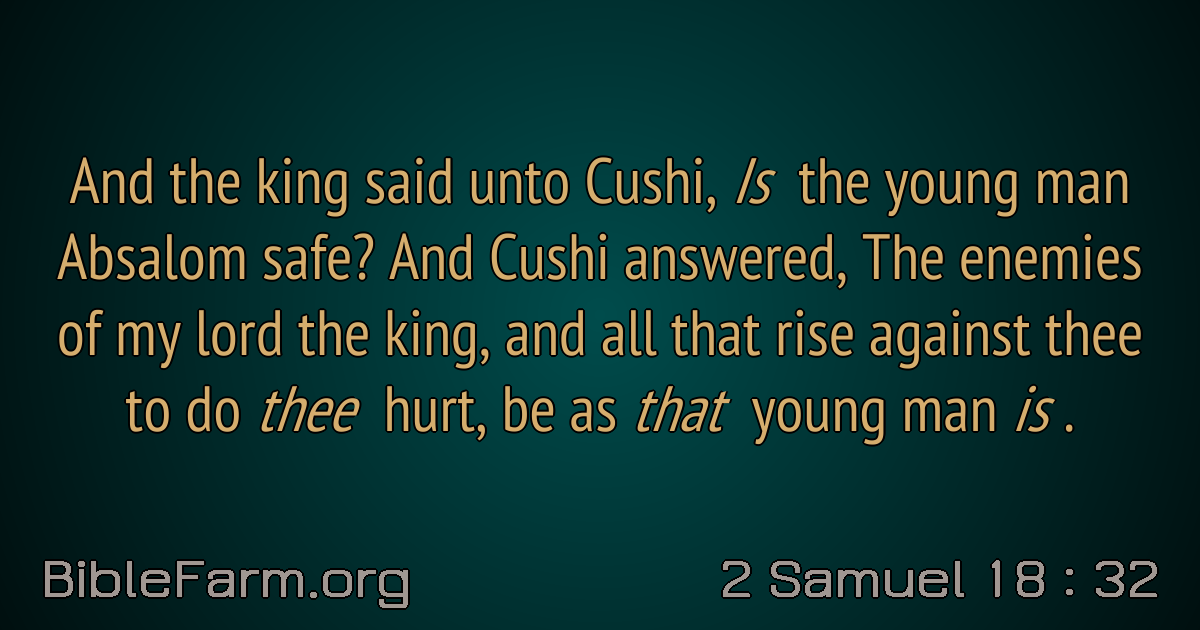 And the king said unto Cushi, Is the young man
Absalom safe? And Cushi answered, The enemies
of my lord the king, and all that rise against thee
to do thee hurt, be as that young man is .
BibleFarm.org
2 Samuel 18 : 32